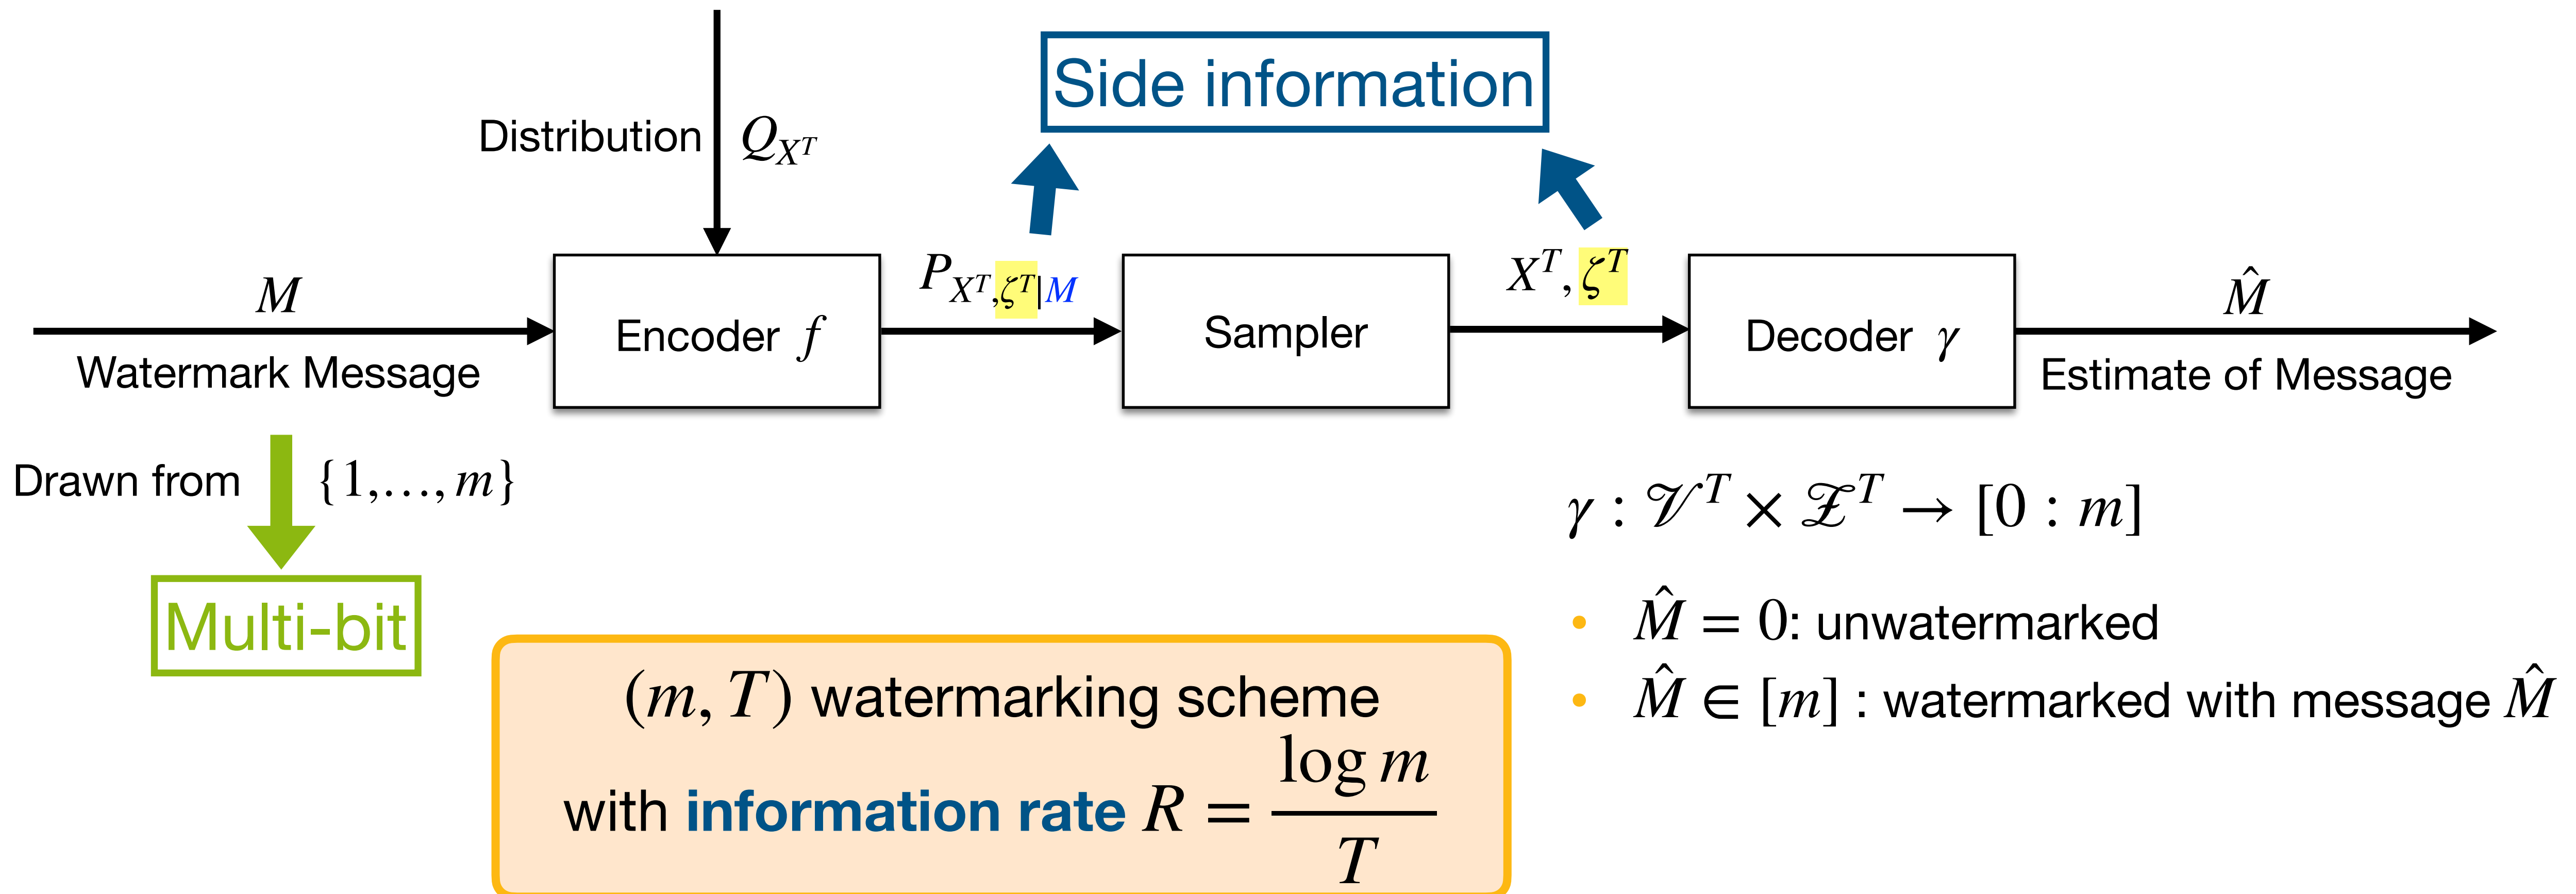 Side information
Distribution Q_{X^T}
M
Watermark Message
Encoder f
P_{X^T,ζ^T|M}
Sampler
X^T, ζ^T
Decoder γ
M̂
Estimate of Message
Drawn from {1,…,m}
Multi-bit
γ : 𝒱^T × 𝒵^T → [0 : m]
• M̂ = 0: unwatermarked
• M̂ ∈ [m] : watermarked with message M̂
(m, T) watermarking scheme
with information rate R = \frac{log m}{T}